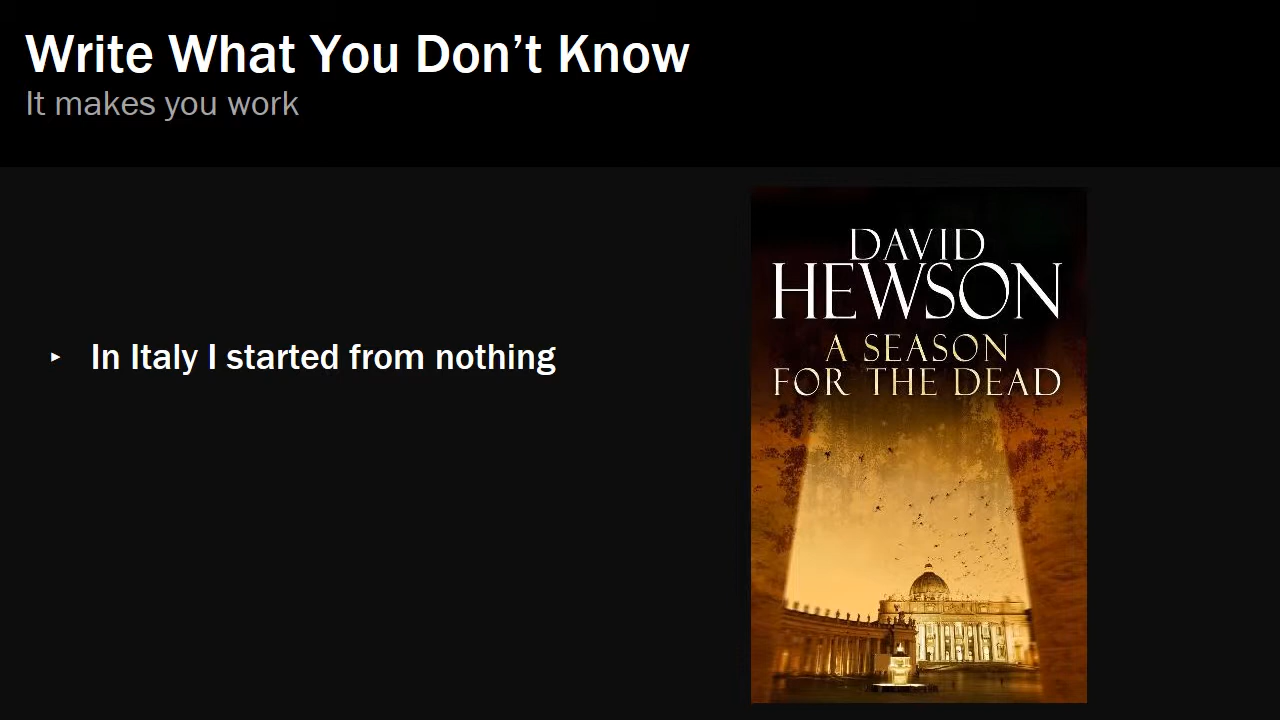 Write What You Don’t Know
It makes you work
‣ In Italy I started from nothing
DAVID
HEWSON
A SEASON
FOR THE DEAD